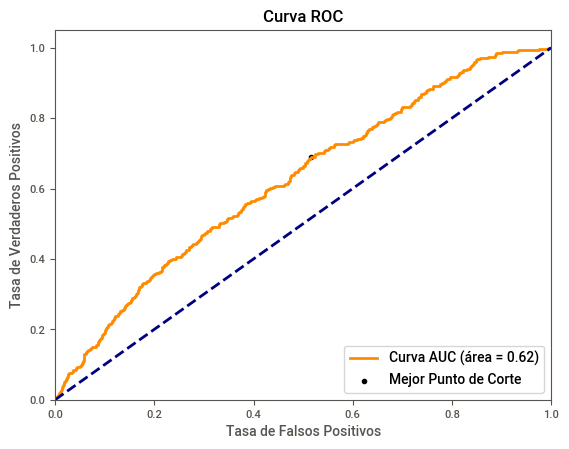 Curva ROC
1.0
0.8
0.6
0.4
0.2
0.0
Tasa de Verdaderos Positivos
0.0 0.2 0.4 0.6 0.8 1.0
Tasa de Falsos Positivos
Curva AUC (área = 0.62)
Mejor Punto de Corte